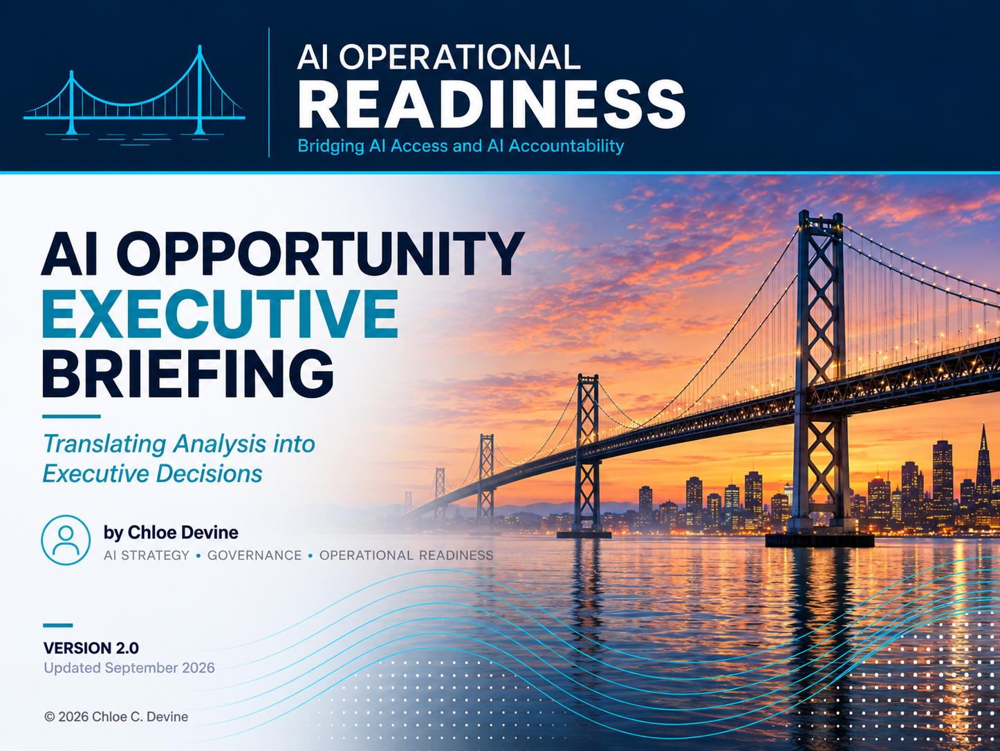 AI OPERATIONAL
READINESS
Bridging AI Access and AI Accountability
AI OPPORTUNITY
EXECUTIVE
BRIEFING
Translating Analysis into
Executive Decisions
by Chloe Devine
AI STRATEGY • GOVERNANCE • OPERATIONAL READINESS
VERSION 2.0
Updated September 2026
© 2026 Chloe C. Devine